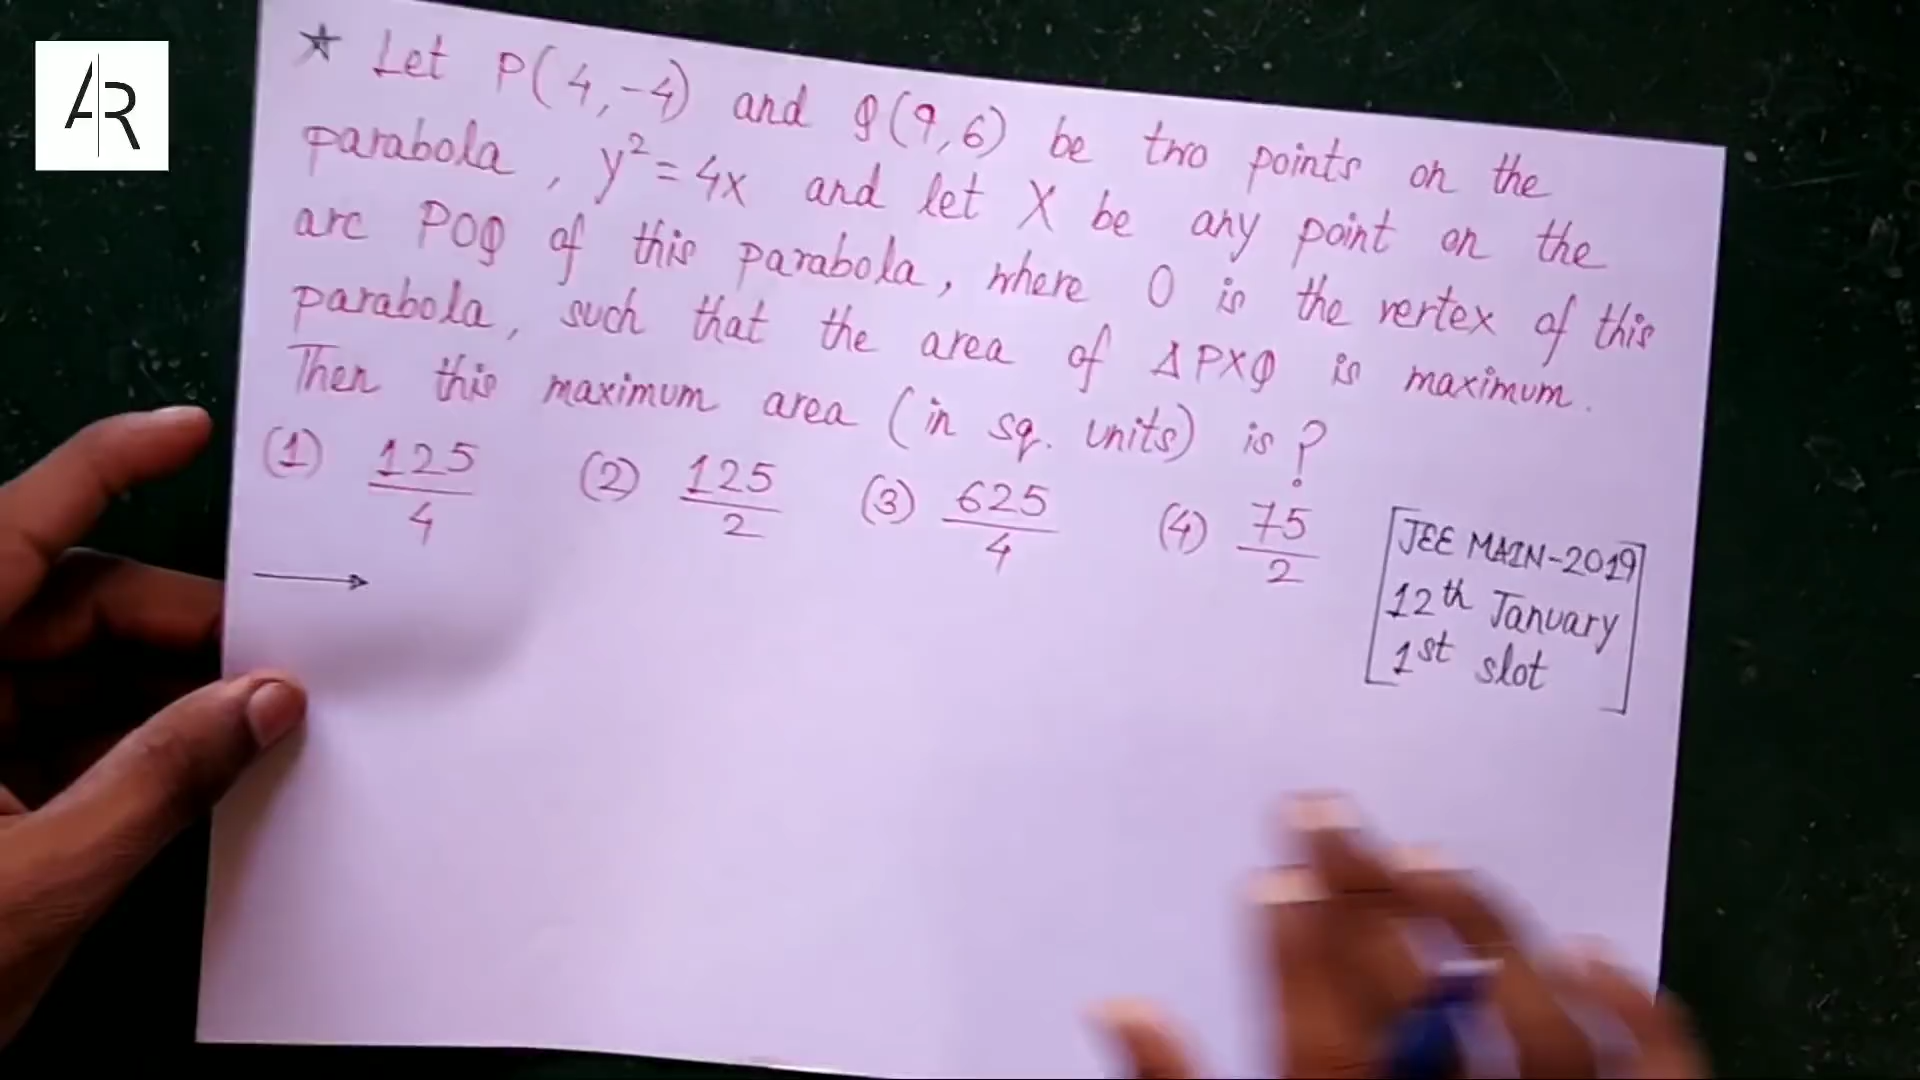 AR
★ Let P(4,-4) and Q(9,6) be two points on the
parabola, y²=4x and let X be any point on the
arc POQ of this parabola, where O is the vertex of this
parabola, such that the area of ΔPXQ is maximum.
Then this maximum area (in sq. units) is?
(1) 125/4 (2) 125/2 (3) 625/4 (4) 75/2
[JEE MAIN-2019
12th January
1st slot]
→